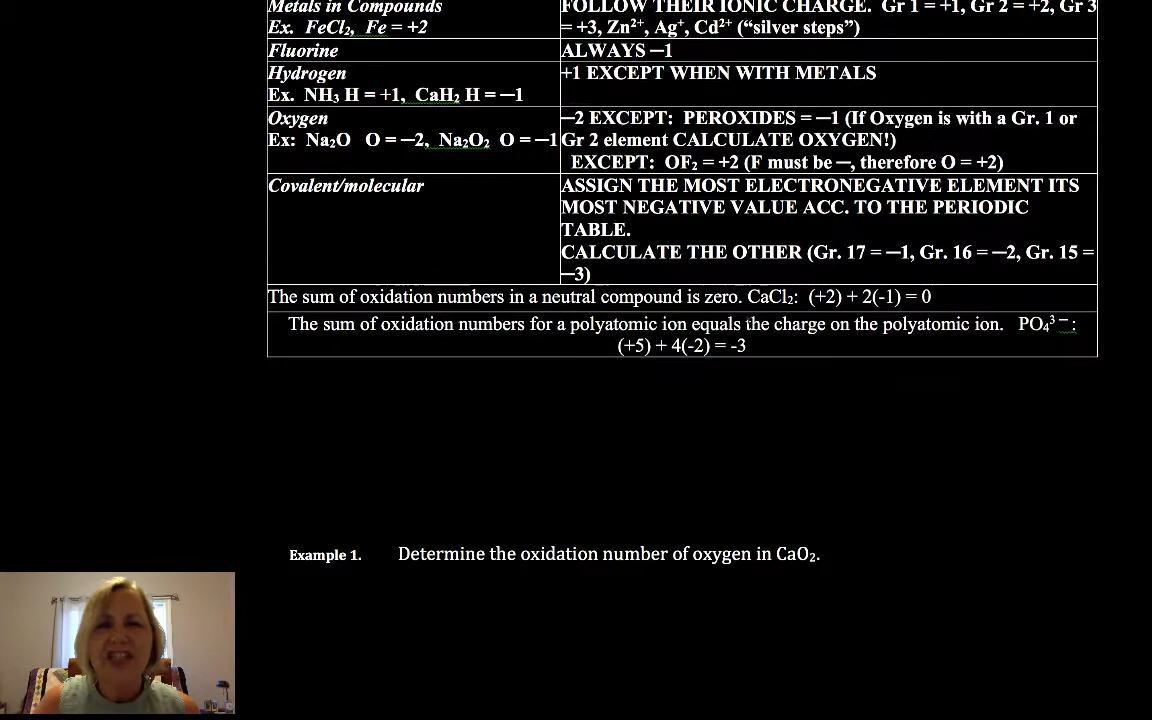 Metals in Compounds
Ex. FeCl₂, Fe = +2
FOLLOW THEIR IONIC CHARGE. Gr 1 = +1, Gr 2 = +2, Gr 3
= +3, Zn²⁺, Ag⁺, Cd²⁺ (“silver steps”)
Fluorine
ALWAYS –1
Hydrogen
Ex. NH₃ H = +1, CaH₂ H = –1
+1 EXCEPT WHEN WITH METALS
Oxygen
Ex: Na₂O O = –2, Na₂O₂ O = –1
–2 EXCEPT: PEROXIDES = –1 (If Oxygen is with a Gr. 1 or
Gr 2 element CALCULATE OXYGEN!)
EXCEPT: OF₂ = +2 (F must be –, therefore O = +2)
Covalent/molecular
ASSIGN THE MOST ELECTRONEGATIVE ELEMENT ITS
MOST NEGATIVE VALUE ACC. TO THE PERIODIC
TABLE.
CALCULATE THE OTHER (Gr. 17 = –1, Gr. 16 = –2, Gr. 15 =
–3)
The sum of oxidation numbers in a neutral compound is zero. CaCl₂: (+2) + 2(-1) = 0
The sum of oxidation numbers for a polyatomic ion equals the charge on the polyatomic ion. PO₄³⁻:
(+5) + 4(-2) = -3
Example 1. Determine the oxidation number of oxygen in CaO₂.